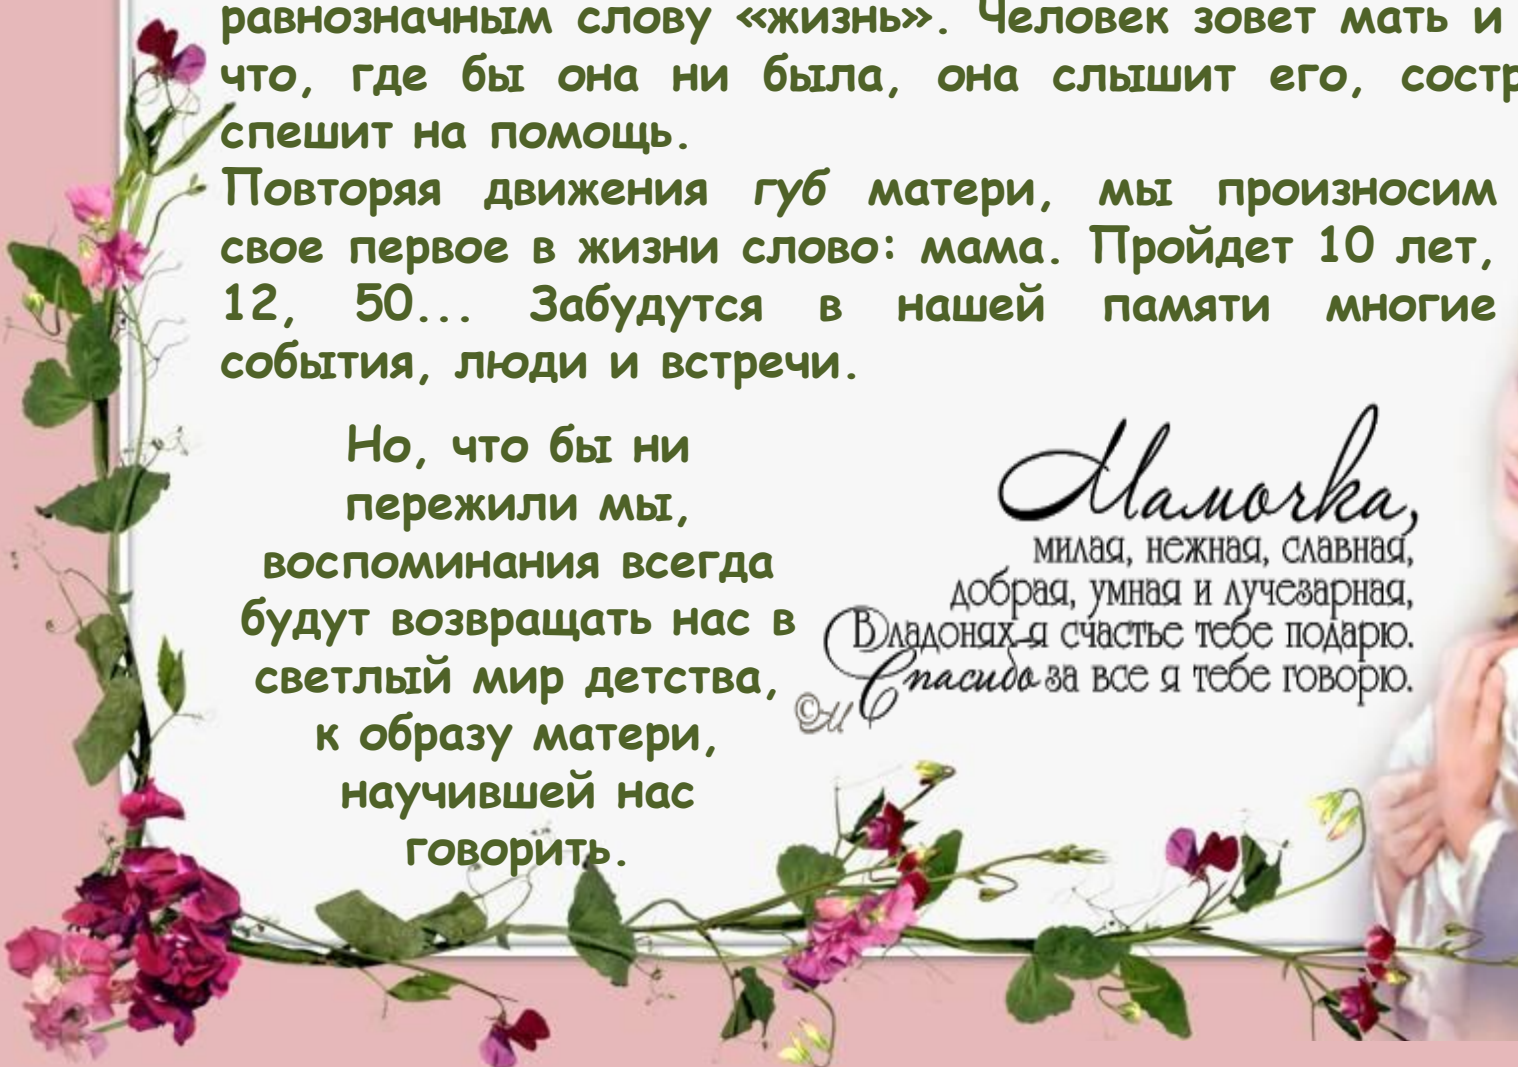 равнозначным слову «жизнь». Человек зовет мать и
что, где бы она ни была, она слышит его,
спешит на помощь.
Повторяя движения губ матери, мы произносим
свое первое в жизни слово: мама. Пройдет 10 лет,
12, 50... Забудутся в нашей памяти многие
события, люди и встречи.
Но, что бы ни
пережили мы,
воспоминания всегда
будут возвращать нас в
светлый мир детства,
к образу матери,
научившей нас
говорить.
Мамочка,
милая, нежная, славная,
добрая, умная и лучезарная,
Владонях я счастье тебе подарю.
Спасибо за все я тебе говорю.